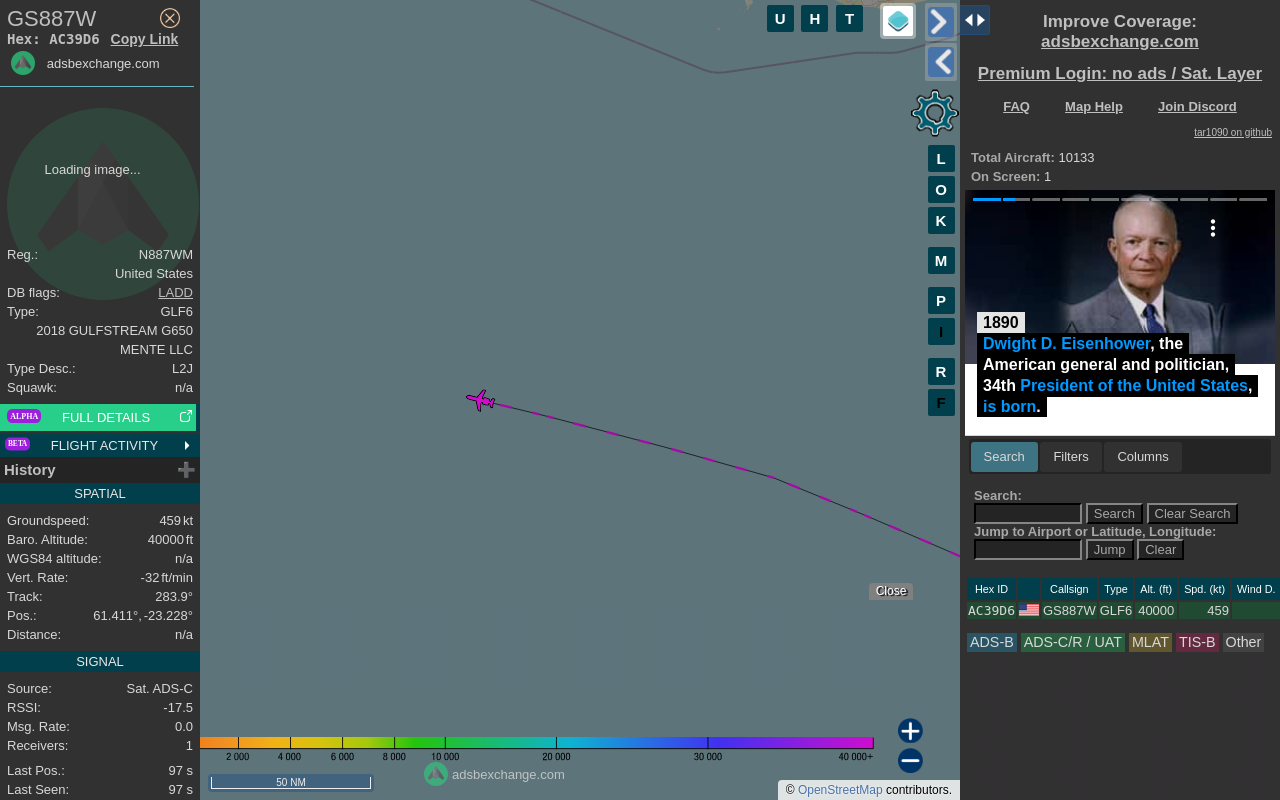 GS887W
Hex: AC39D6 Copy Link
adsbexchange.com
Loading image...
Reg.: N887WM
United States
DB flags: LADD
Type: GLF6
2018 GULFSTREAM G650
MENTE LLC
Type Desc.: L2J
Squawk: n/a
ALPHA FULL DETAILS
BETA FLIGHT ACTIVITY
History
SPATIAL
Groundspeed: 459 kt
Baro. Altitude: 40000 ft
WGS84 altitude: n/a
Vert. Rate: -32 ft/min
Track: 283.9°
Pos.: 61.411°, -23.228°
Distance: n/a
SIGNAL
Source: Sat. ADS-C
RSSI: -17.5
Msg. Rate: 0.0
Receivers: 1
Last Pos.: 97 s
Last Seen: 97 s
U H T
L
O
K
M
P
I
R
F
Close
2 000 4 000 6 000 8 000 10 000 20 000 30 000 40 000+
adsbexchange.com
50 NM
© OpenStreetMap contributors.
Improve Coverage:
adsbexchange.com
Premium Login: no ads / Sat. Layer
FAQ Map Help Join Discord
tar1090 on github
Total Aircraft: 10133
On Screen: 1
1890
Dwight D. Eisenhower, the
American general and politician,
34th President of the United States,
is born.
Search Filters Columns
Search:
Search Clear Search
Jump to Airport or Latitude, Longitude:
Jump Clear
Hex ID Callsign Type Alt. (ft) Spd. (kt) Wind D.
AC39D6 GS887W GLF6 40000 459
ADS-B ADS-C/R / UAT MLAT TIS-B Other